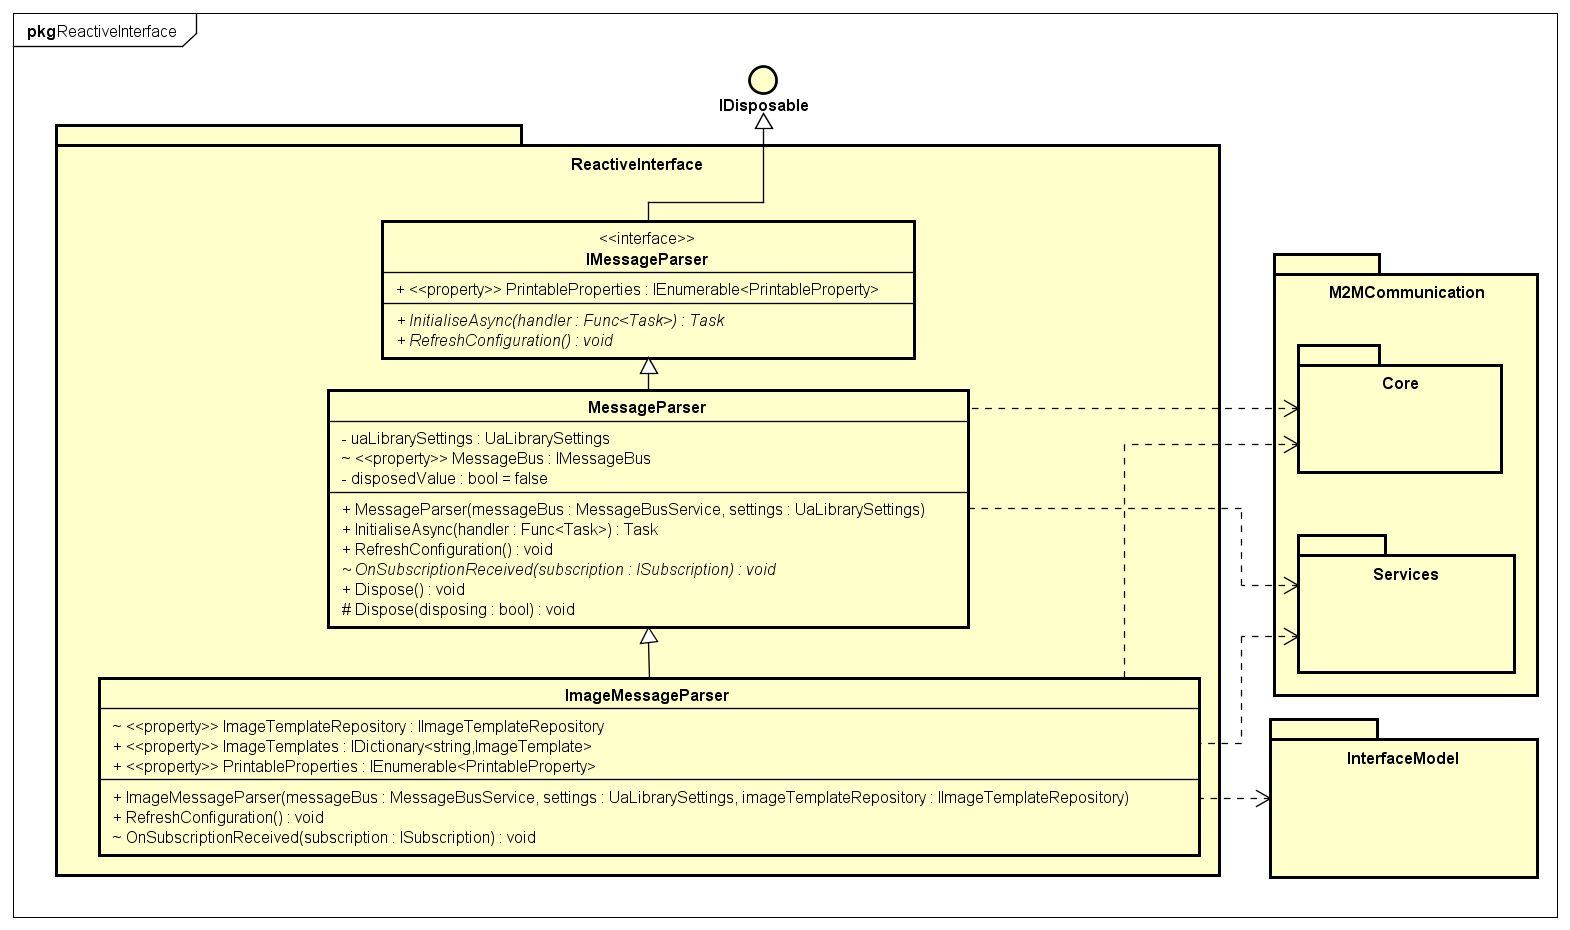 pkgReactiveInterface
IDisposable
ReactiveInterface
<<interface>>
IMessageParser
+ <<property>> PrintableProperties : IEnumerable<PrintableProperty>
+ InitialiseAsync(handler : Func<Task>) : Task
+ RefreshConfiguration() : void
MessageParser
- uaLibrarySettings : UaLibrarySettings
~ <<property>> MessageBus : IMessageBus
- disposedValue : bool = false
+ MessageParser(messageBus : MessageBusService, settings : UaLibrarySettings)
+ InitialiseAsync(handler : Func<Task>) : Task
+ RefreshConfiguration() : void
~ OnSubscriptionReceived(subscription : ISubscription) : void
+ Dispose() : void
# Dispose(disposing : bool) : void
ImageMessageParser
~ <<property>> ImageTemplateRepository : IImageTemplateRepository
+ <<property>> ImageTemplates : IDictionary<string,ImageTemplate>
+ <<property>> PrintableProperties : IEnumerable<PrintableProperty>
+ ImageMessageParser(messageBus : MessageBusService, settings : UaLibrarySettings, imageTemplateRepository : IImageTemplateRepository)
+ RefreshConfiguration() : void
~ OnSubscriptionReceived(subscription : ISubscription) : void
M2MCommunication
Core
Services
InterfaceModel